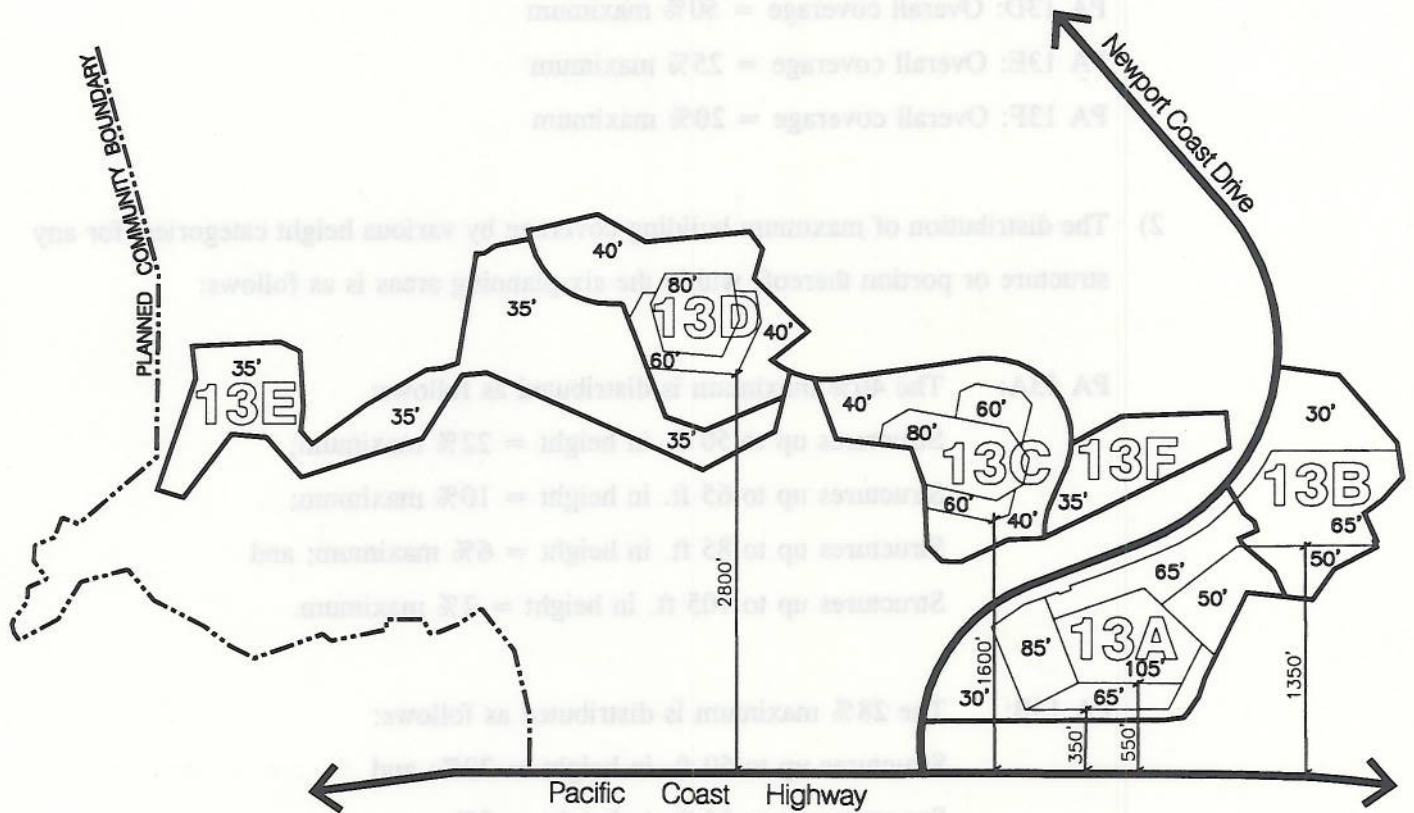 PA 13D: Overall coverage = 50% maximum
PA 13E: Overall coverage = 25% maximum
PA 13F: Overall coverage = 20% maximum
2) The distribution of maximum building coverage by various height categories for any
structure or portion thereof within the six planning areas is as follows:
PA 13A: The 40% maximum is distributed as follows:
Structures up to 50 ft. in height = 22% maximum;
Structures up to 65 ft. in height = 10% maximum;
Structures up to 85 ft. in height = 6% maximum; and
Structures up to 105 ft. in height = 2% maximum.
The 28% maximum is distributed as follows:
Newport Coast Drive
PLANNED COMMUNITY BOUNDARY
40'
80'
35'
13D
40'
60'
35'
13E
35'
35'
40'
60'
80'
13C
60'
40'
13F
35'
30'
13B
65'
50'
65'
50'
85'
13A
105'
30'
65'
2800'
1600'
350'
550'
1350'
Pacific Coast Highway